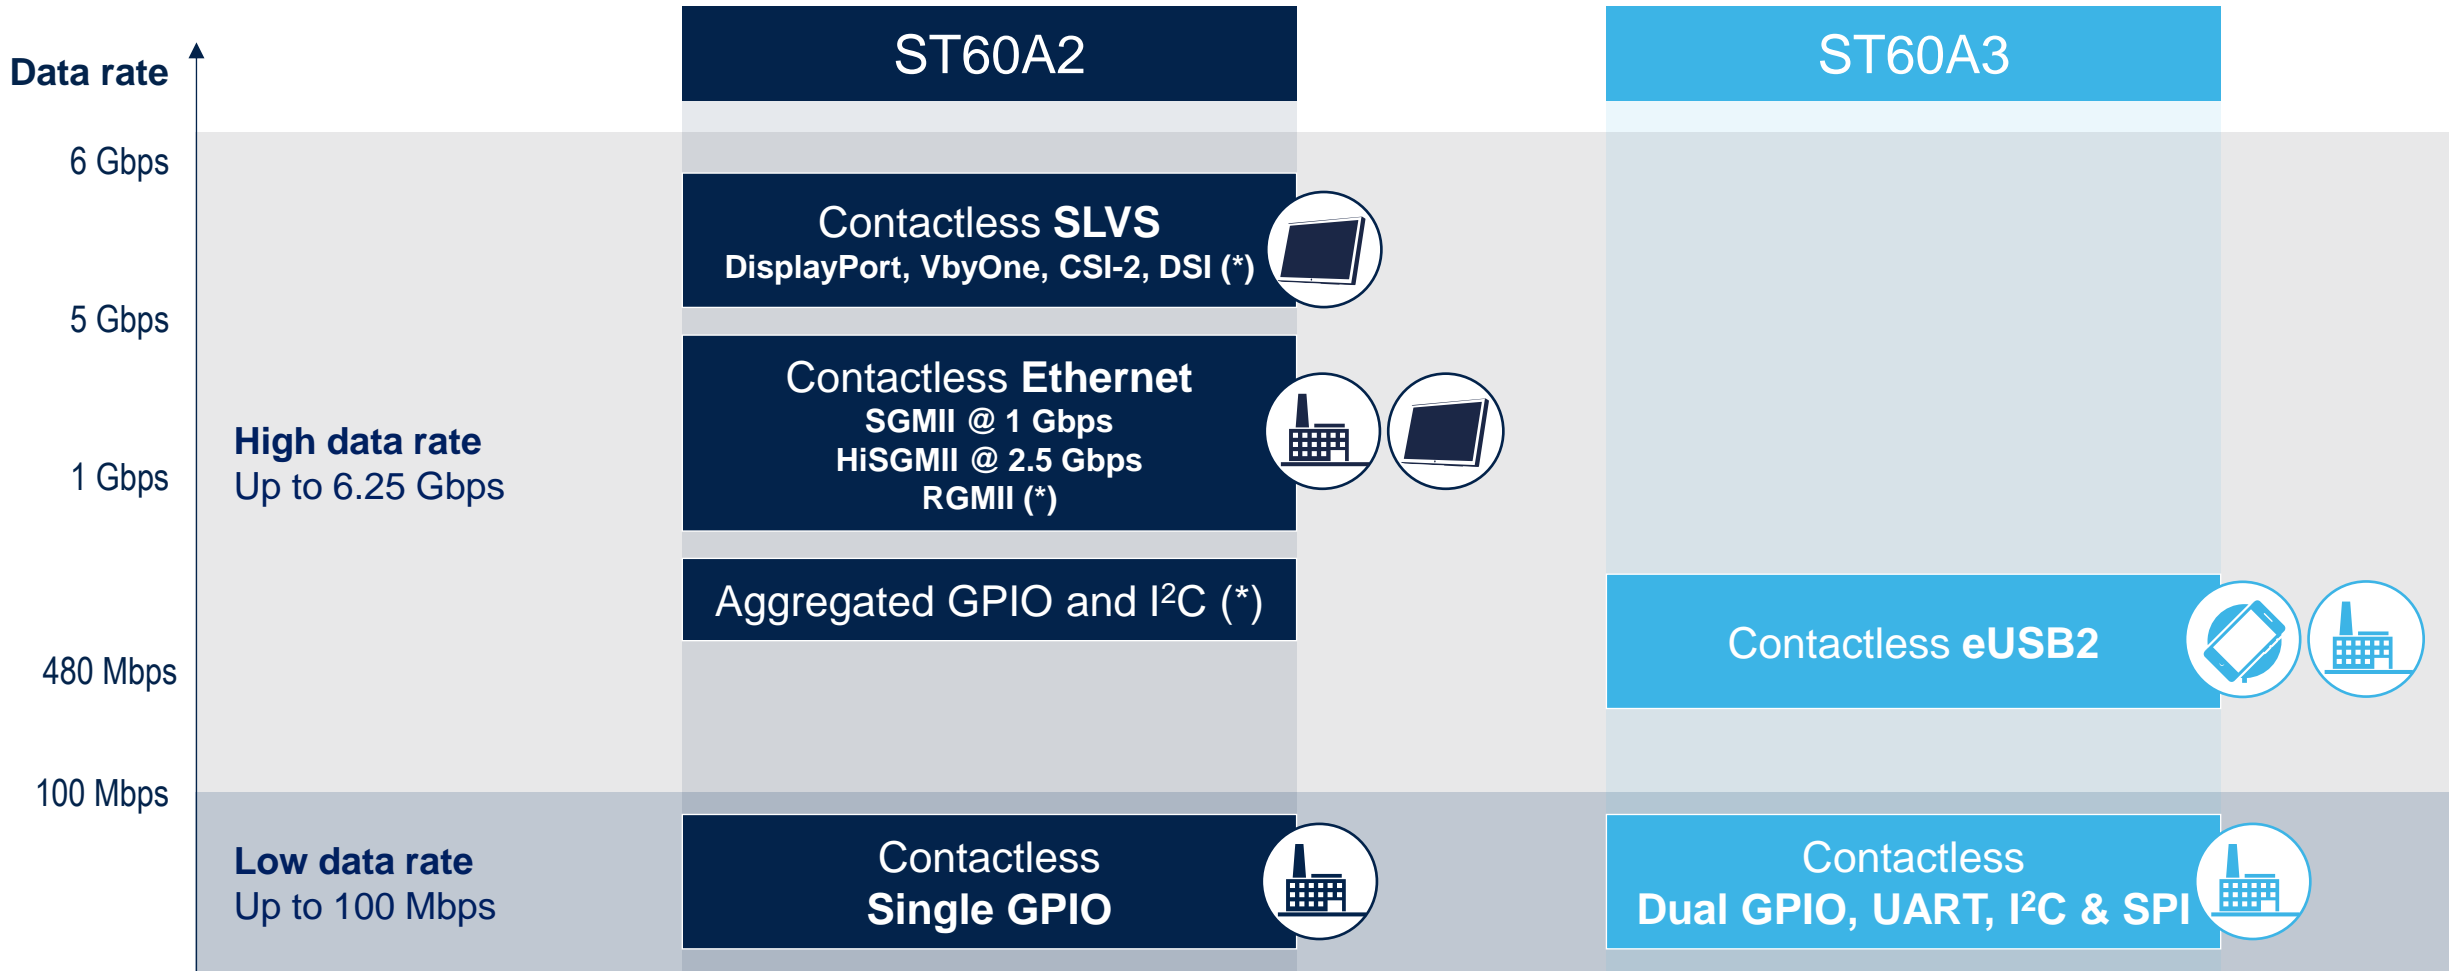 ST60A2
ST60A3
Data rate
6 Gbps
Contactless SLVS
DisplayPort, VbyOne, CSI-2, DSI (*)
5 Gbps
Contactless Ethernet
SGMII @ 1 Gbps
HiSGMII @ 2.5 Gbps
RGMII (*)
High data rate
Up to 6.25 Gbps
1 Gbps
Aggregated GPIO and I²C (*)
Contactless eUSB2
480 Mbps
100 Mbps
Low data rate
Up to 100 Mbps
Contactless
Single GPIO
Contactless
Dual GPIO, UART, I²C & SPI